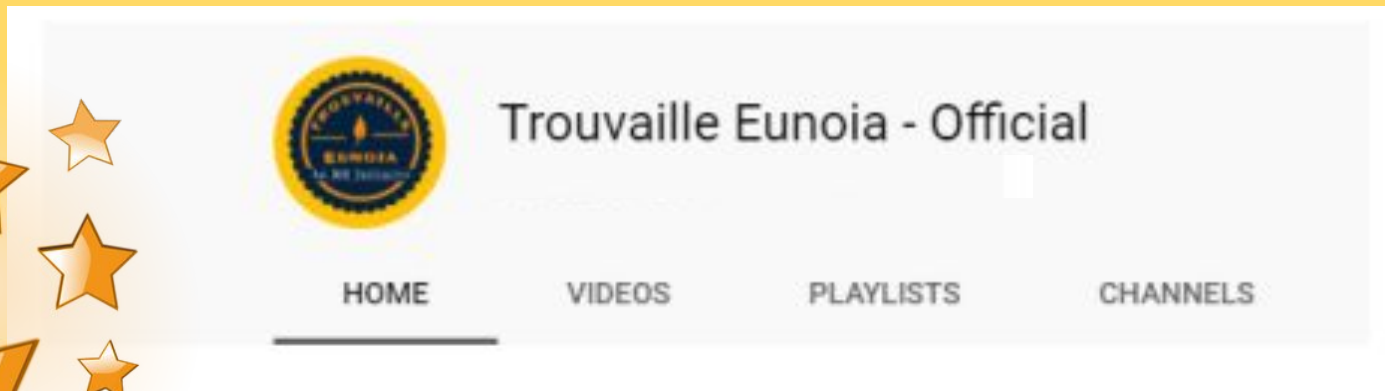 TROUVAILLE
EUNOIA
Trouvaille Eunoia - Official
HOME VIDEOS PLAYLISTS CHANNELS